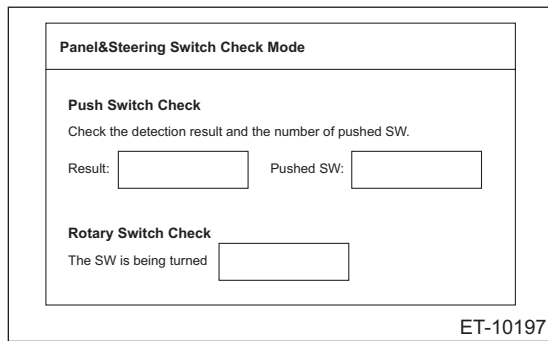 Panel&Steering Switch Check Mode
Push Switch Check
Check the detection result and the number of pushed SW.
Result: Pushed SW:
Rotary Switch Check
The SW is being turned
ET-10197